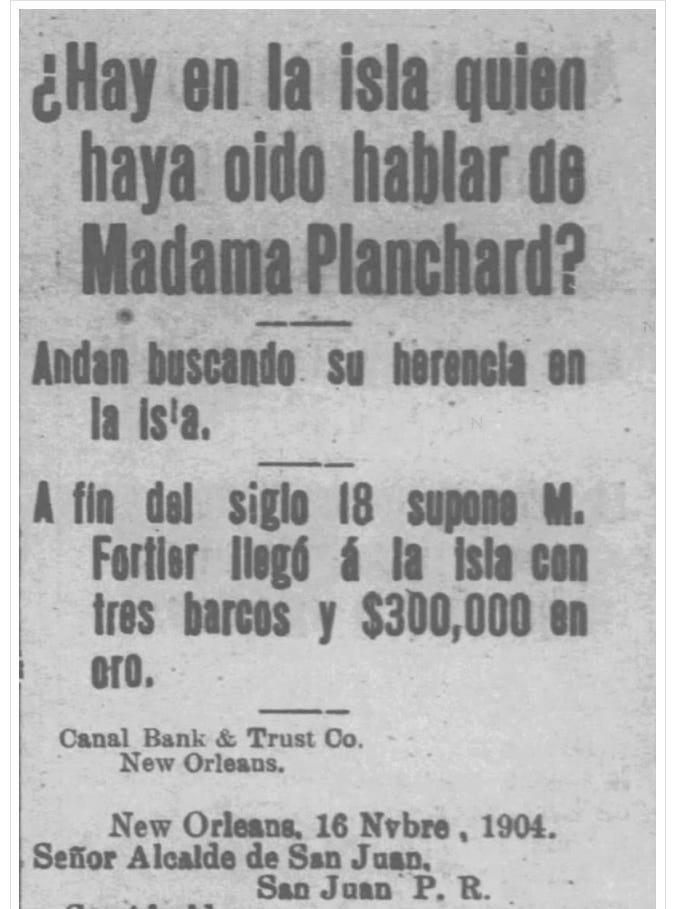 ¿Hay en la isla quien
haya oido hablar de
Madama Planchard?
Andan buscando su herencia en
la isla.
A fin del siglo 18 supone M.
Fortier llegó á la isla con
tres barcos y $300,000 en
oro.
Canal Bank & Trust Co.
New Orleans.
New Orleans, 16 Nvbre, 1904.
Señor Alcalde de San Juan,
San Juan P. R.